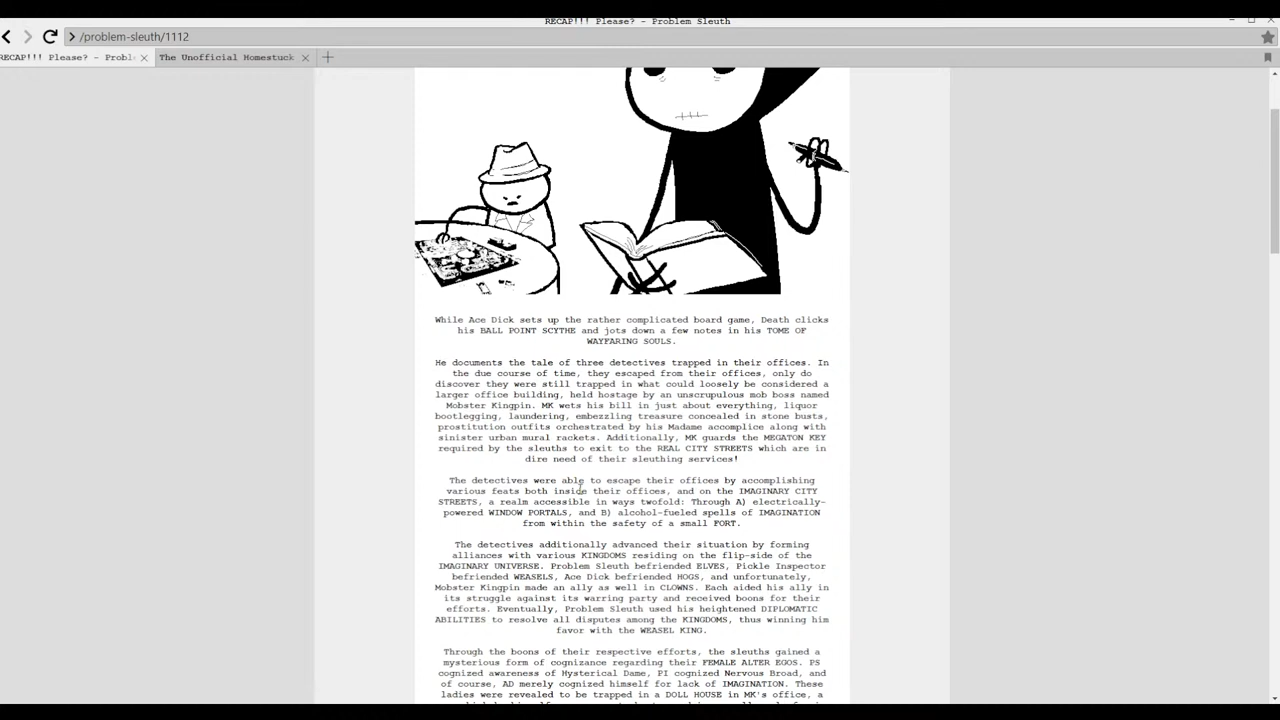 RECAP!!! Please? - Problem Sleuth
/problem-sleuth/1112
RECAP!!! Please? - Probl
The Unofficial Homestuck
While Ace Dick sets up the rather complicated board game, Death clicks
his BALL POINT SCYTHE and jots down a few notes in his TOME OF
WAYFARING SOULS.
He documents the tale of three detectives trapped in their offices. In
the due course of time, they escaped from their offices, only do
discover they were still trapped in what could loosely be considered a
larger office building, held hostage by an unscrupulous mob boss named
Mobster Kingpin. MK wets his bill in just about everything, liquor
bootlegging, laundering, embezzling treasure concealed in stone busts,
prostitution outfits orchestrated by his Madame accomplice along with
sinister urban mural rackets. Additionally, MK guards the MEGATON KEY
required by the sleuths to exit to the REAL CITY STREETS which are in
dire need of their sleuthing services!
The detectives were able to escape their offices by accomplishing
various feats both inside their offices, and on the IMAGINARY CITY
STREETS, a realm accessible in ways twofold: Through A) electrically-
powered WINDOW PORTALS, and B) alcohol-fueled spells of IMAGINATION
from within the safety of a small FORT.
The detectives additionally advanced their situation by forming
alliances with various KINGDOMS residing on the flip-side of the
IMAGINARY UNIVERSE. Problem Sleuth befriended ELVES, Pickle Inspector
befriended WEASELS, Ace Dick befriended HOGS, and unfortunately,
Mobster Kingpin made an ally as well in CLOWNS. Each aided his ally in
its struggle against its warring party and received boons for their
efforts. Eventually, Problem Sleuth used his heightened DIPLOMATIC
ABILITIES to resolve all disputes among the KINGDOMS, thus winning him
favor with the WEASEL KING.
Through the boons of their respective efforts, the sleuths gained a
mysterious form of cognizance regarding their FEMALE ALTER EGOS. PS
cognized awareness of Hysterical Dame, PI cognized Nervous Broad, and
of course, AD merely cognized himself for lack of IMAGINATION. These
ladies were revealed to be trapped in a DOLL HOUSE in MK's office, a